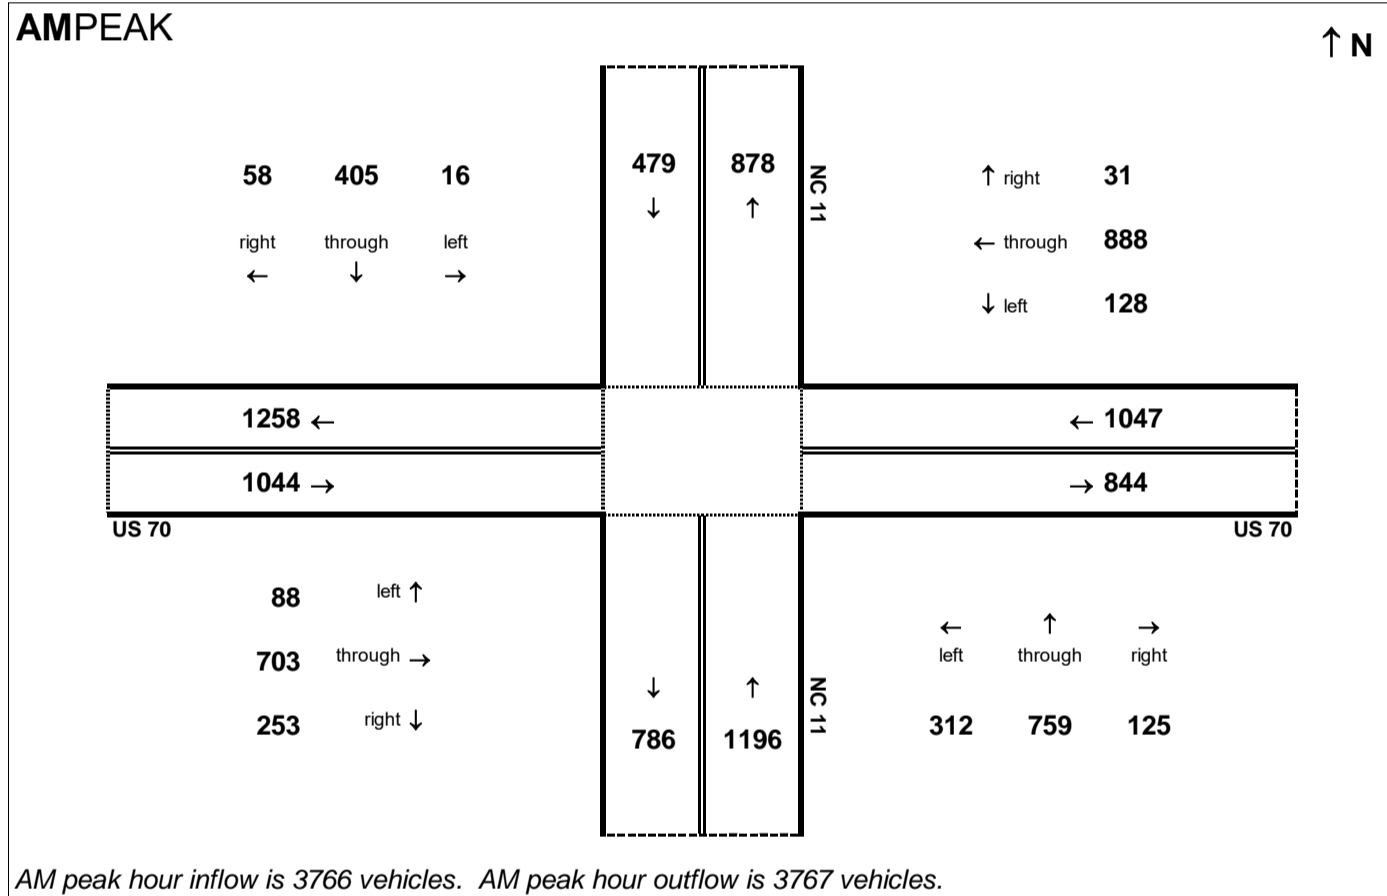 AMPEAK
↑ N
58 405 16
right through left
← ↓ →
479 878
↓ ↑
NC 11
↑ right 31
← through 888
↓ left 128
1258 ←
1044 →
US 70
← 1047
→ 844
US 70
88 left ↑
703 through →
253 right ↓
↓ ↑
786 1196
NC 11
← ↑ →
left through right
312 759 125
AM peak hour inflow is 3766 vehicles. AM peak hour outflow is 3767 vehicles.